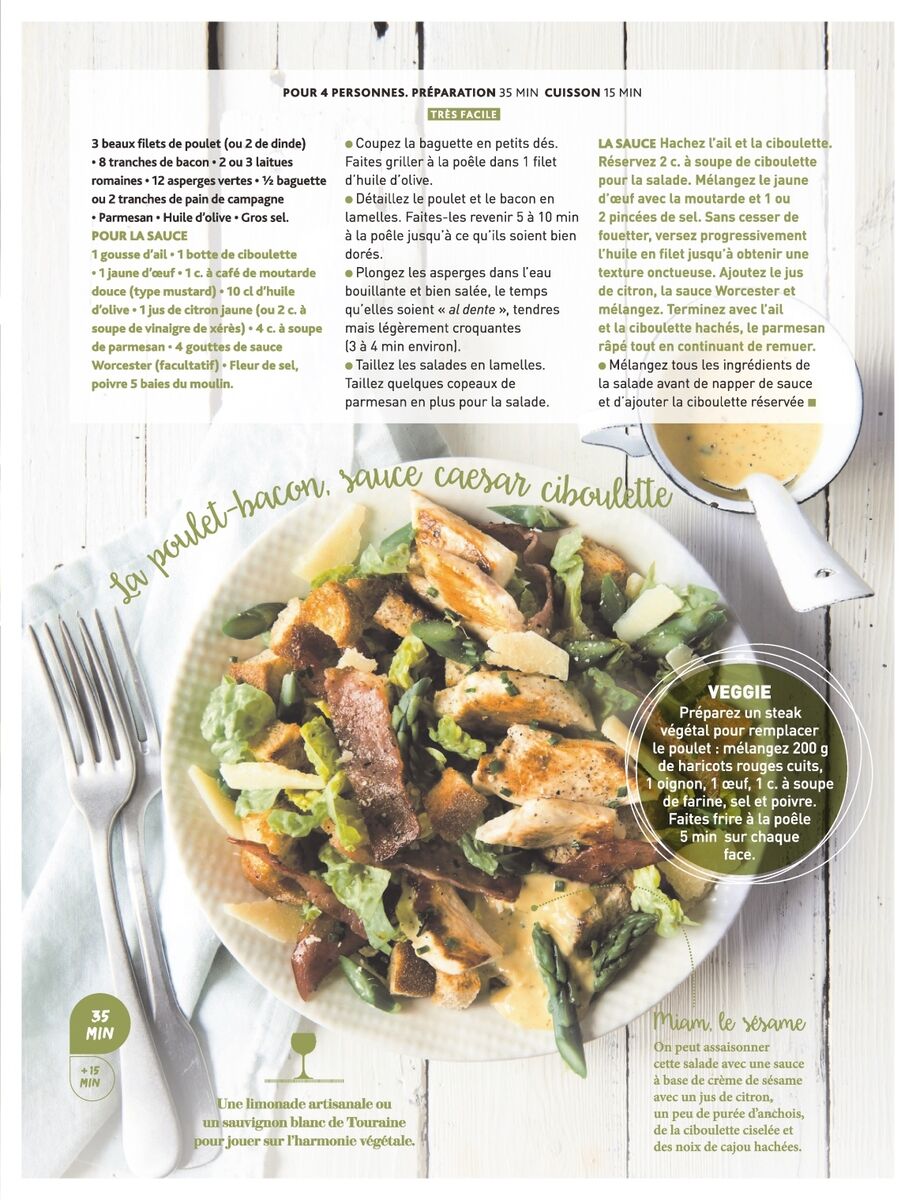 POUR 4 PERSONNES. PRÉPARATION 35 MIN CUISSON 15 MIN
TRÈS FACILE
3 beaux filets de poulet (ou 2 de dinde)
• 8 tranches de bacon • 2 ou 3 laitues
romaines • 12 asperges vertes • ½ baguette
ou 2 tranches de pain de campagne
• Parmesan • Huile d'olive • Gros sel.
POUR LA SAUCE
1 gousse d'ail • 1 botte de ciboulette
• 1 jaune d'œuf • 1 c. à café de moutarde
douce (type mustard) • 10 cl d'huile
d'olive • 1 jus de citron jaune (ou 2 c. à
soupe de vinaigre de xérès) • 4 c. à soupe
de parmesan • 4 gouttes de sauce
Worcester (facultatif) • Fleur de sel,
poivre 5 baies du moulin.
● Coupez la baguette en petits dés.
Faites griller à la poêle dans 1 filet
d'huile d'olive.
● Détaillez le poulet et le bacon en
lamelles. Faites-les revenir 5 à 10 min
à la poêle jusqu'à ce qu'ils soient bien
dorés.
● Plongez les asperges dans l'eau
bouillante et bien salée, le temps
qu'elles soient « al dente », tendres
mais légèrement croquantes
(3 à 4 min environ).
● Taillez les salades en lamelles.
Taillez quelques copeaux de
parmesan en plus pour la salade.
LA SAUCE Hachez l'ail et la ciboulette.
Réservez 2 c. à soupe de ciboulette
pour la salade. Mélangez le jaune
d'œuf avec la moutarde et 1 ou
2 pincées de sel. Sans cesser de
fouetter, versez progressivement
l'huile en filet jusqu'à obtenir une
texture onctueuse. Ajoutez le jus
de citron, la sauce Worcester et
mélangez. Terminez avec l'ail
et la ciboulette hachés, le parmesan
râpé tout en continuant de remuer.
● Mélangez tous les ingrédients de
la salade avant de napper de sauce
et d'ajouter la ciboulette réservée ■
La poulet-bacon, sauce caesar ciboulette
VEGGIE
Préparez un steak
végétal pour remplacer
le poulet : mélangez 200 g
de haricots rouges cuits,
1 oignon, 1 œuf, 1 c. à soupe
de farine, sel et poivre.
Faites frire à la poêle
5 min sur chaque
face.
35
MIN
+ 15
MIN
Une limonade artisanale ou
un sauvignon blanc de Touraine
pour jouer sur l'harmonie végétale.
Miam, le sésame
On peut assaisonner
cette salade avec une sauce
à base de crème de sésame
avec un jus de citron,
un peu de purée d'anchois,
de la ciboulette ciselée et
des noix de cajou hachées.